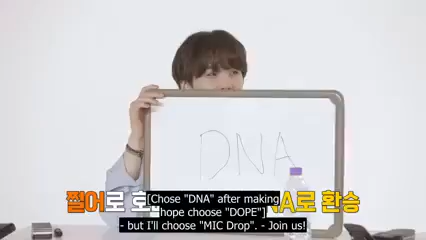 DNA
쩔어로 호
A로 환승
[Chose "DNA" after making
hope choose "DOPE"]
- but I'll choose "MIC Drop". - Join us!